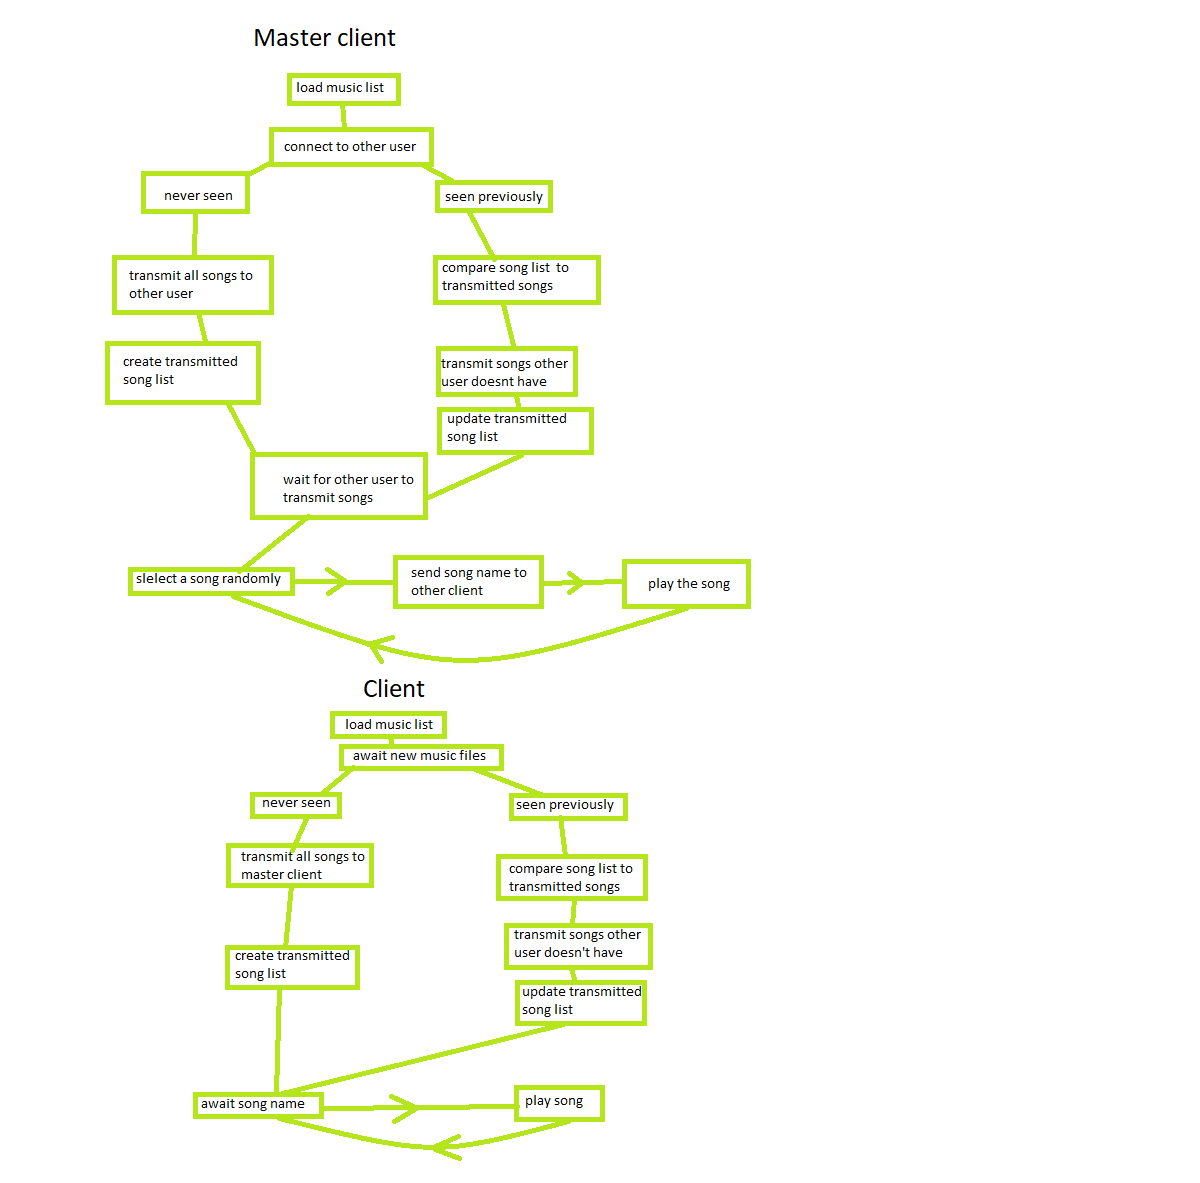 Master client
load music list
connect to other user
never seen
seen previously
transmit all songs to
other user
compare song list  to
transmitted songs
create transmitted
song list
transmit songs other
user doesnt have
update transmitted
song list
wait for other user to
transmit songs
slelect a song randomly
send song name to
other client
play the song
Client
load music list
await new music files
never seen
seen previously
transmit all songs to
master client
compare song list to
transmitted songs
create transmitted
song list
transmit songs other
user doesn't have
update transmitted
song list
await song name
play song